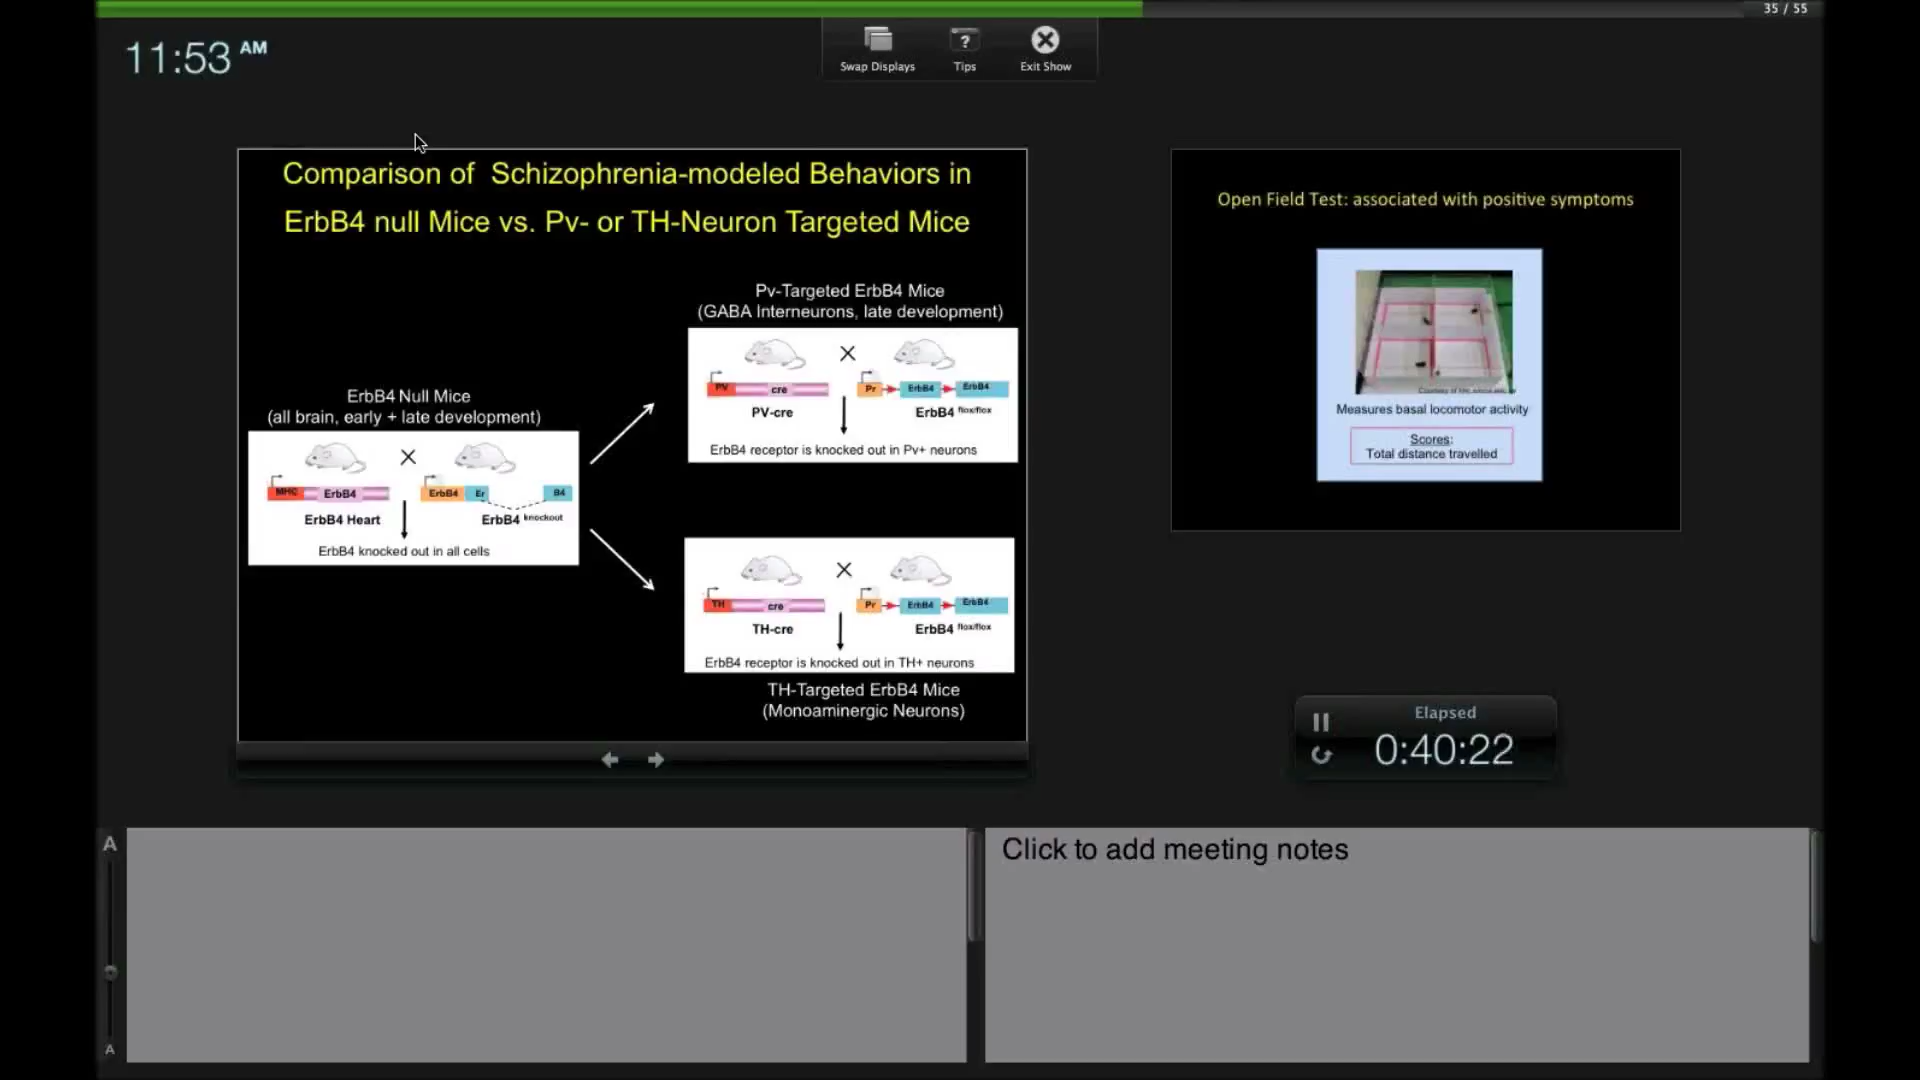 35 / 55
11:53 AM
Swap Displays
Tips
Exit Show
Comparison of Schizophrenia-modeled Behaviors in
ErbB4 null Mice vs. Pv- or TH-Neuron Targeted Mice
ErbB4 Null Mice
(all brain, early + late development)
MHC ErbB4
ErbB4 Er B4
ErbB4 Heart
ErbB4 knockout
ErbB4 knocked out in all cells
Pv-Targeted ErbB4 Mice
(GABA Interneurons, late development)
PV cre
Pr ErbB4 ErbB4
PV-cre
ErbB4 flox/flox
ErbB4 receptor is knocked out in Pv+ neurons
TH cre
Pr ErbB4 ErbB4
TH-cre
ErbB4 flox/flox
ErbB4 receptor is knocked out in TH+ neurons
TH-Targeted ErbB4 Mice
(Monoaminergic Neurons)
Open Field Test: associated with positive symptoms
Measures basal locomotor activity
Scores:
Total distance travelled
Elapsed
0:40:22
A
A
Click to add meeting notes